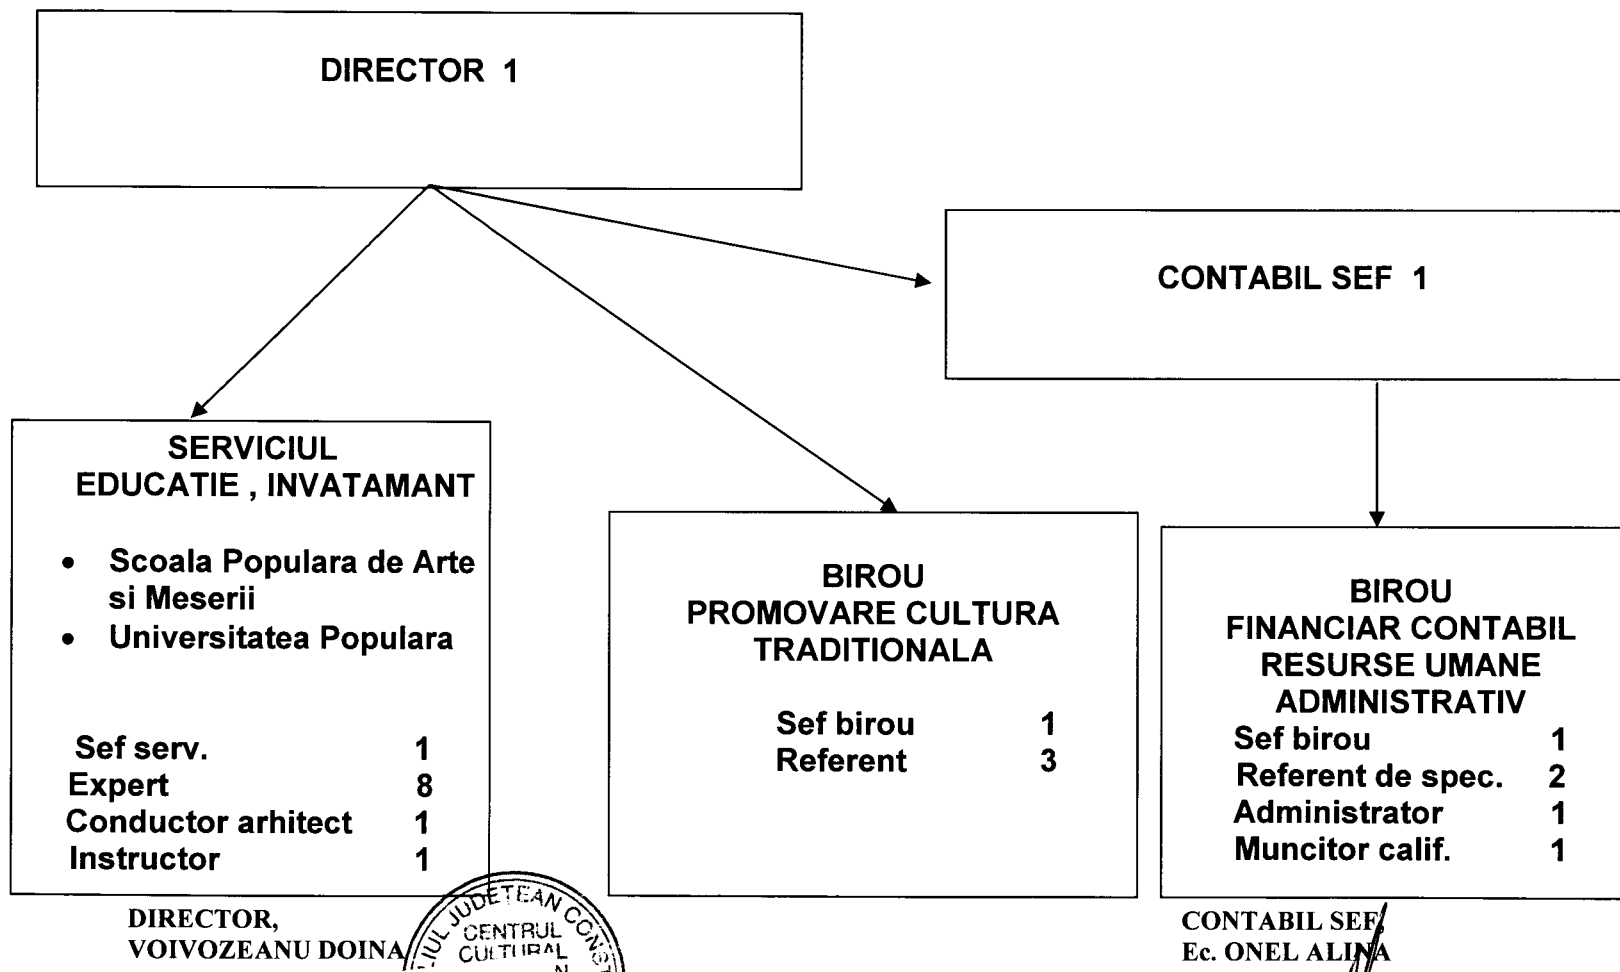 DIRECTOR 1
CONTABIL SEF 1
SERVICIUL
EDUCATIE , INVATAMANT
• Scoala Populara de Arte
si Meserii
• Universitatea Populara
Sef serv. 1
Expert 8
Conductor arhitect 1
Instructor 1
BIROU
PROMOVARE CULTURA
TRADITIONALA
Sef birou 1
Referent 3
BIROU
FINANCIAR CONTABIL
RESURSE UMANE
ADMINISTRATIV
Sef birou 1
Referent de spec. 2
Administrator 1
Muncitor calif. 1
DIRECTOR,
VOIVOZEANU DOINA
JUDETEAN
CENTRUL
CULTURAL
CONTABIL SEF,
Ec. ONEL ALINA